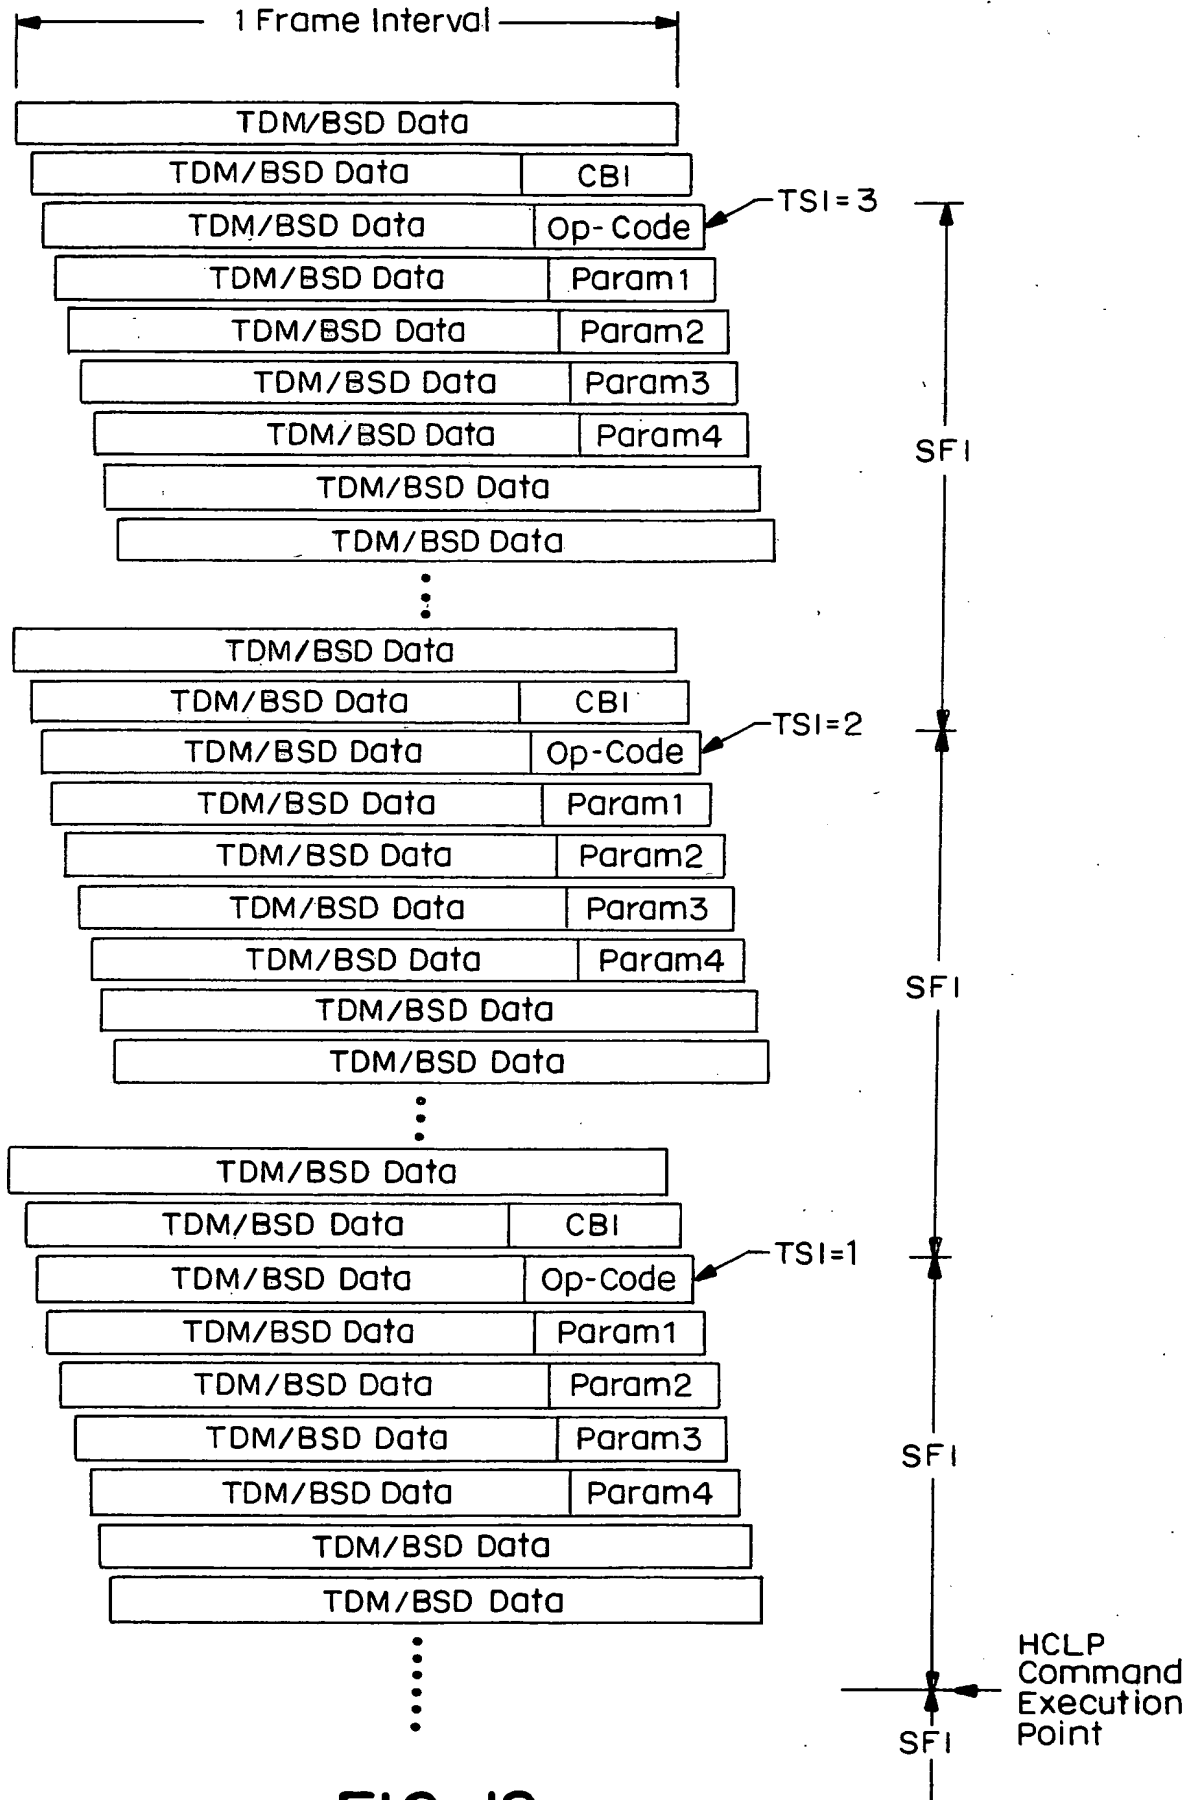 1 Frame Interval
TDM/BSD Data
TDM/BSD Data CBI
TSI=3
TDM/BSD Data Op-Code
TDM/BSD Data Param1
TDM/BSD Data Param2
TDM/BSD Data Param3
TDM/BSD Data Param4
SFI
TDM/BSD Data
TDM/BSD Data
TDM/BSD Data
TDM/BSD Data CBI
TSI=2
TDM/BSD Data Op-Code
TDM/BSD Data Param1
TDM/BSD Data Param2
TDM/BSD Data Param3
TDM/BSD Data Param4
SFI
TDM/BSD Data
TDM/BSD Data
TDM/BSD Data
TDM/BSD Data CBI
TSI=1
TDM/BSD Data Op-Code
TDM/BSD Data Param1
TDM/BSD Data Param2
TDM/BSD Data Param3
SFI
TDM/BSD Data Param4
TDM/BSD Data
TDM/BSD Data
HCLP
Command
Execution
Point
SFI